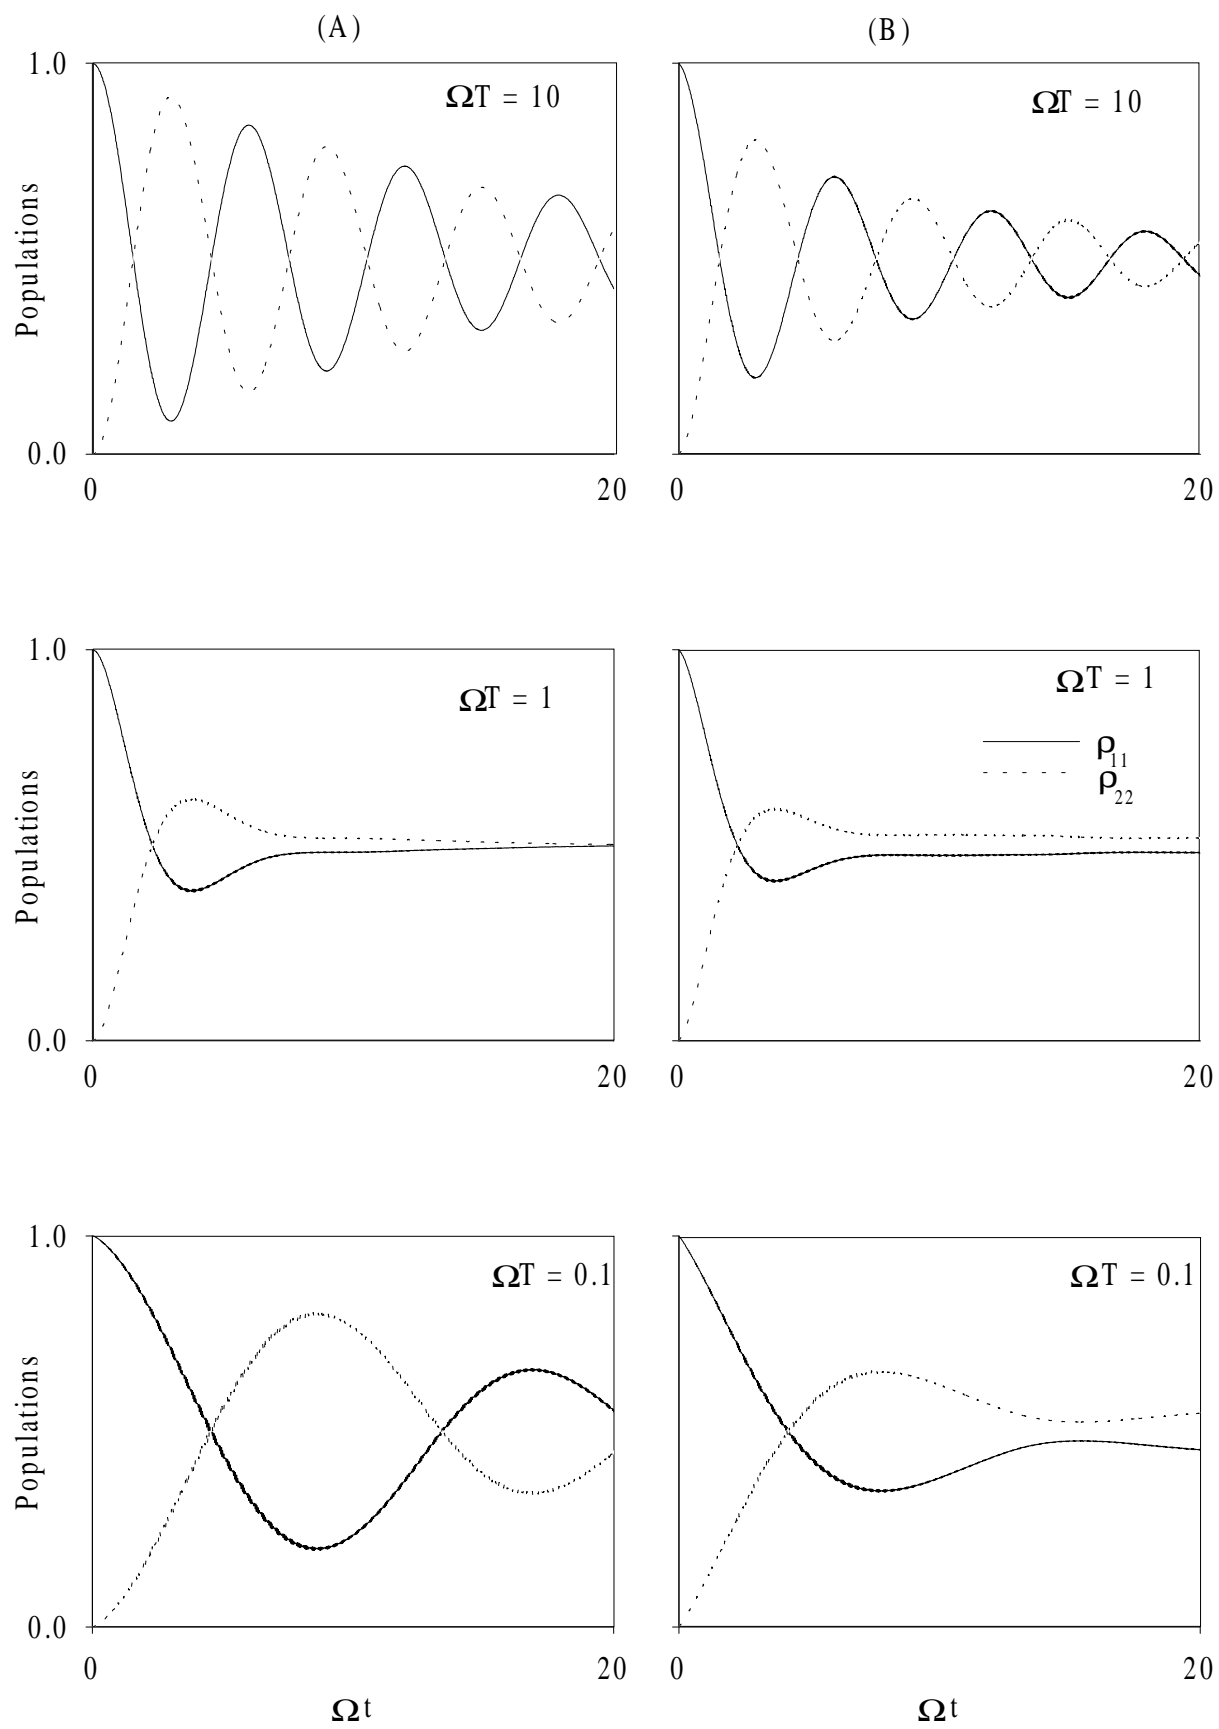 (A)
(B)
1.0
ΩT = 10
ΩT = 10
Populations
0.0
0
20
0
20
1.0
ΩT = 1
ΩT = 1
ρ11
ρ22
Populations
0.0
0
20
0
20
1.0
ΩT = 0.1
ΩT = 0.1
Populations
0.0
0
20
0
20
Ωt
Ωt